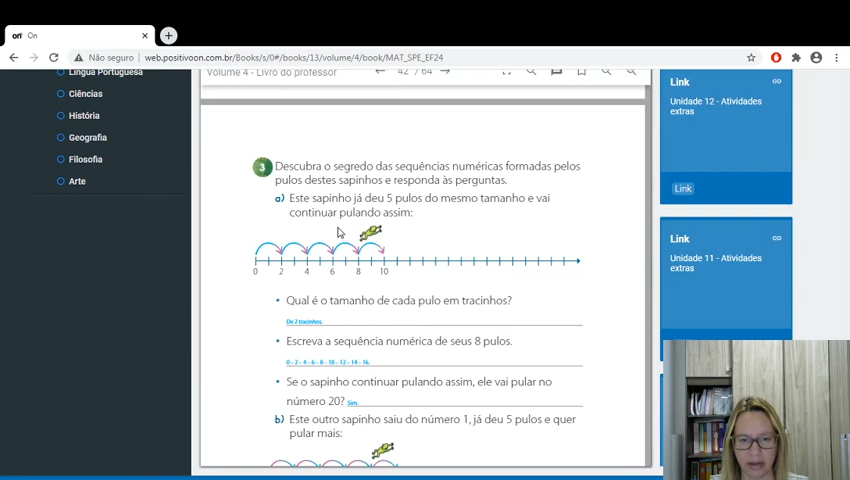 on On
Não seguro web.positivoon.com.br/Books/s/0#/books/13/volume/4/book/MAT_SPE_EF24
Língua Portuguesa
Ciências
História
Geografia
Filosofia
Arte
Volume 4 - Livro do professor
42 / 64
3 Descubra o segredo das sequências numéricas formadas pelos
pulos destes sapinhos e responda às perguntas.
a) Este sapinho já deu 5 pulos do mesmo tamanho e vai
continuar pulando assim:
0 2 4 6 8 10
• Qual é o tamanho de cada pulo em tracinhos?
De 2 tracinhos.
• Escreva a sequência numérica de seus 8 pulos.
0 - 2 - 4 - 6 - 8 - 10 - 12 - 14 - 16.
• Se o sapinho continuar pulando assim, ele vai pular no
número 20? Sim.
b) Este outro sapinho saiu do número 1, já deu 5 pulos e quer
pular mais:
Link
Unidade 12 - Atividades
extras
Link
Link
Unidade 11 - Atividades
extras